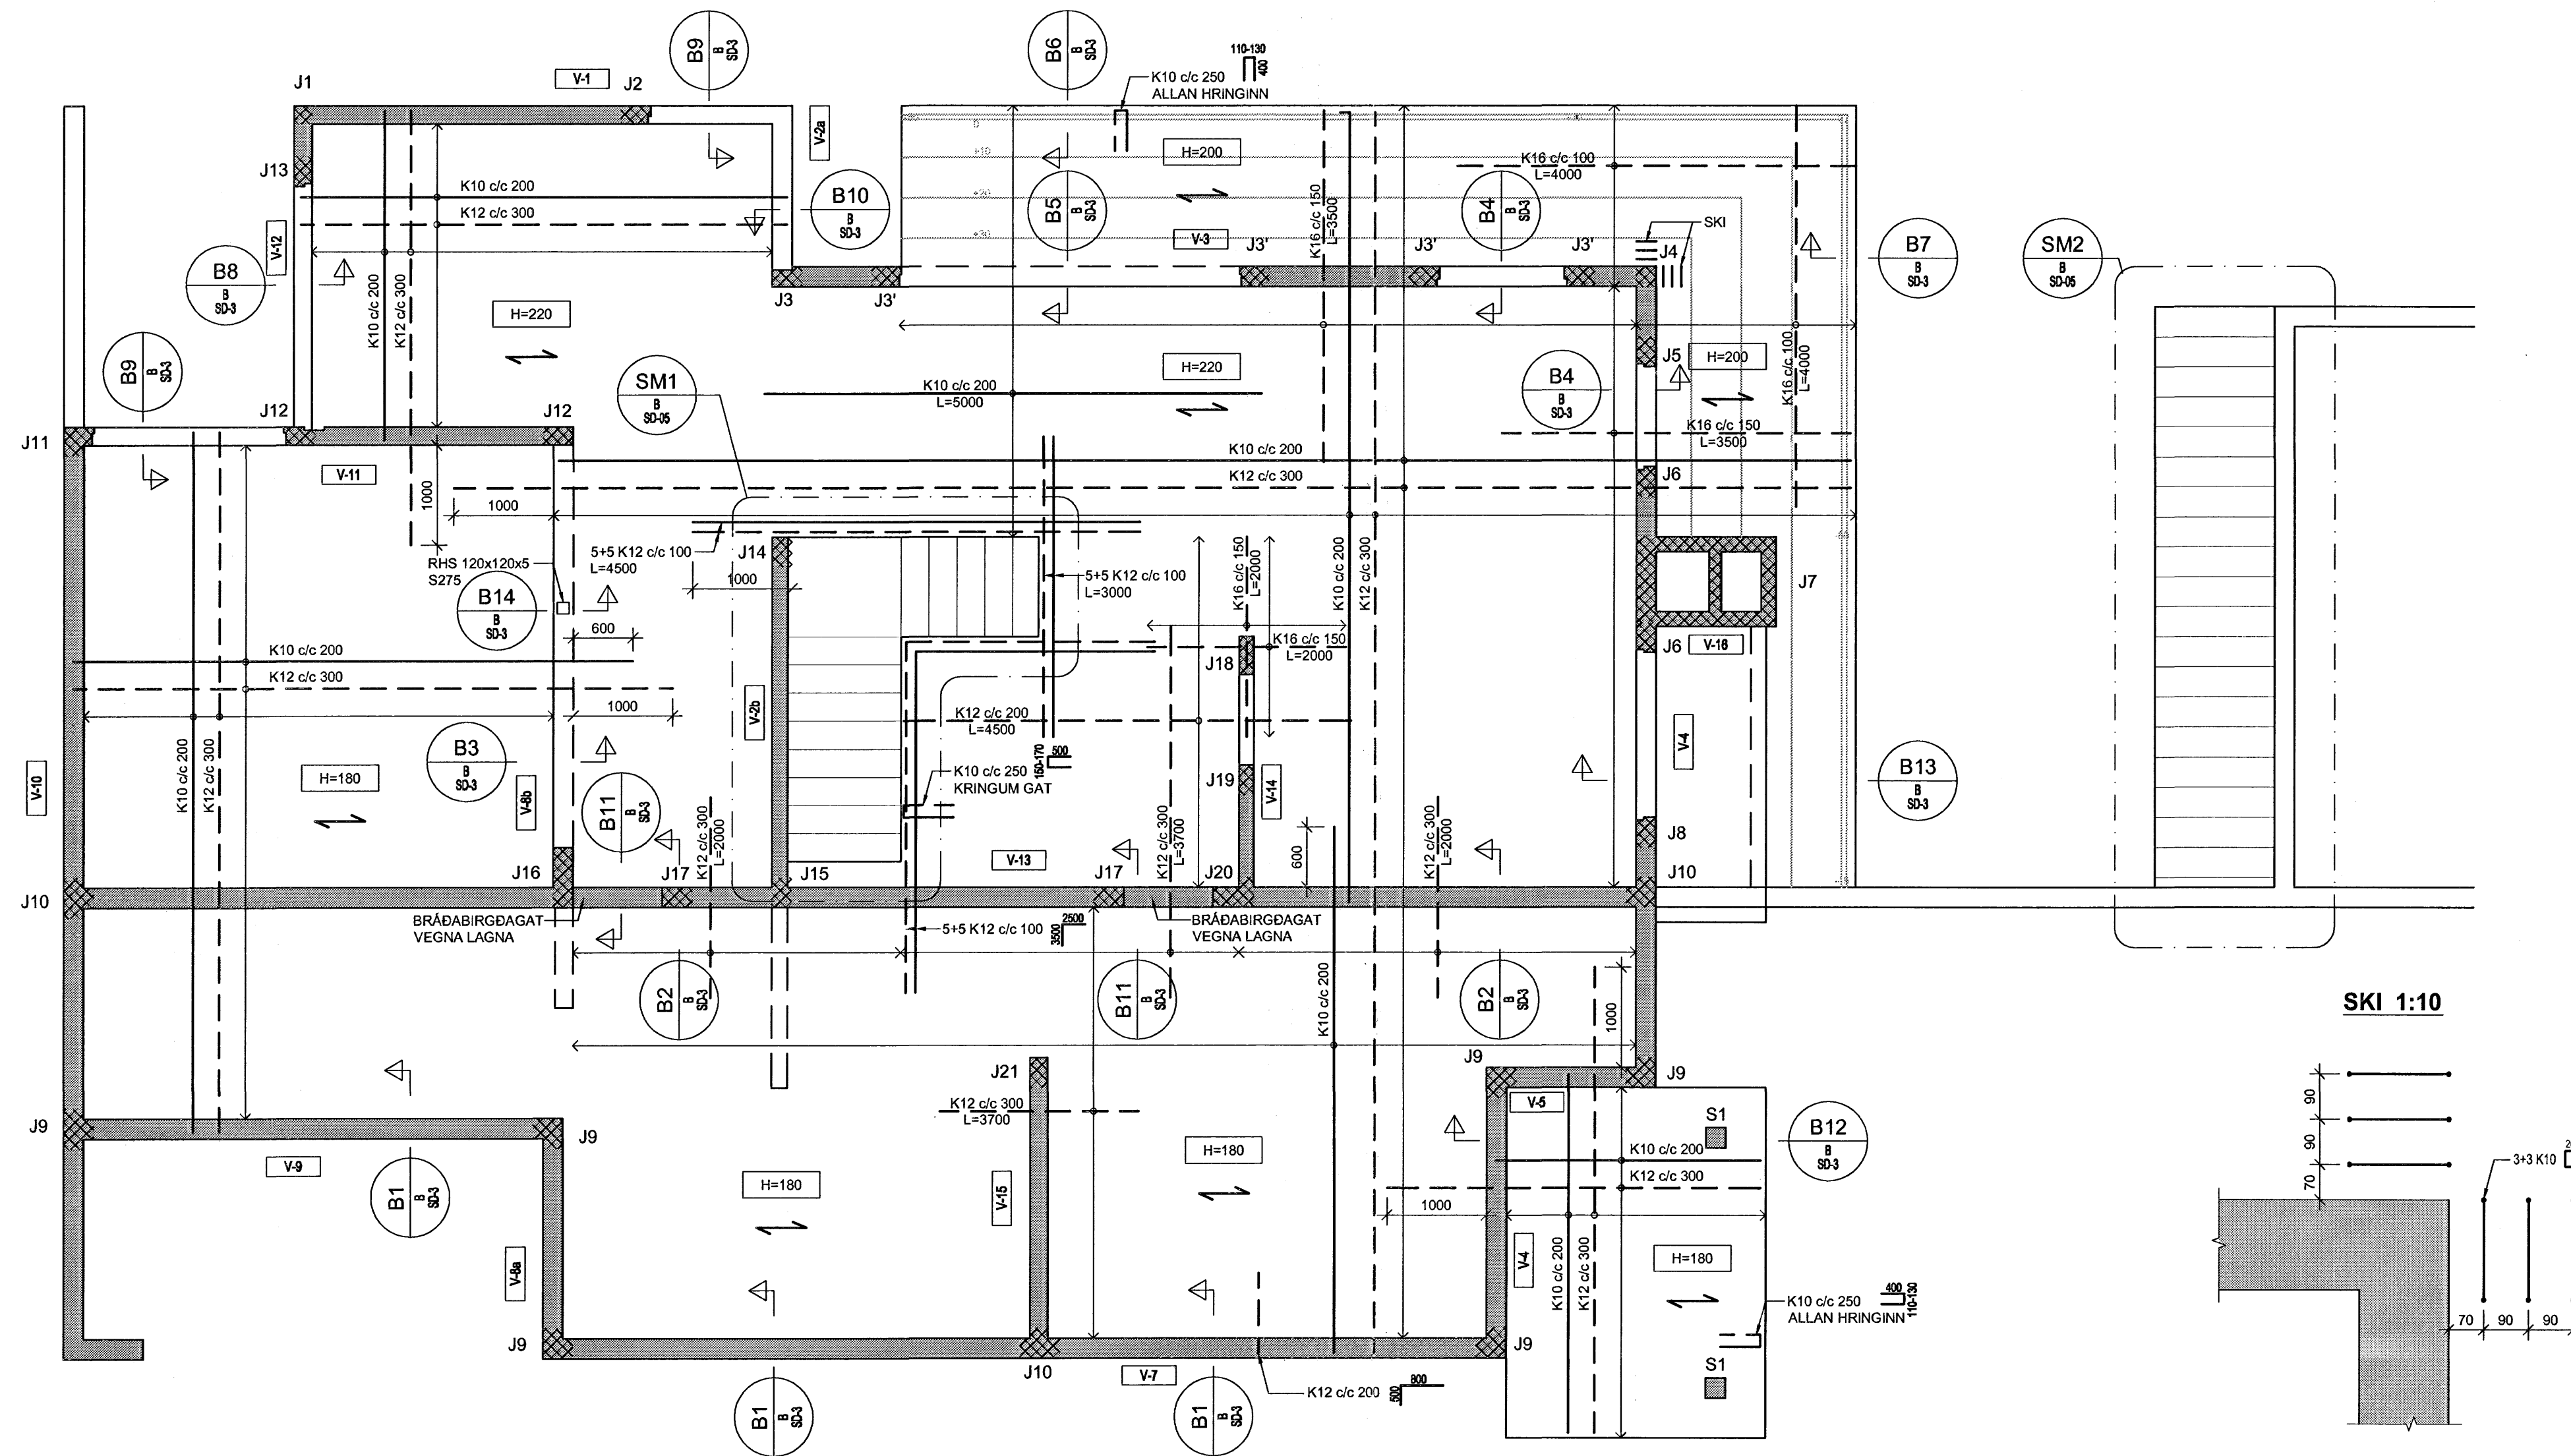 B9
B
SD-3
B6
B
SD-3
110-130
400
K10 c/c 250
ALLAN HRINGINN
J1
V-1
J2
V-2a
H=200
K16 c/c 100
L=4000
J13
K10 c/c 200
K12 c/c 300
B10
B
SD-3
B5
B
SD-3
+10
+20
+30
V-3
K16 c/c 150
L=3500
B4
B
SD-3
SKI
V-12
J3'
J3'
J3'
J4
B7
B
SD-3
SM2
B
SD-05
B8
B
SD-3
K10 c/c 200
K12 c/c 300
J3
J3'
H=220
H=220
J5
H=200
K16 c/c 100
L=4000
B9
B
SD-3
SM1
B
SD-05
K10 c/c 200
L=5000
B4
B
SD-3
J12
J12
J11
K16 c/c 150
L=3500
K10 c/c 200
K12 c/c 300
V-11
J6
1000
1000
RHS 120x120x5
S275
5+5 K12 c/c 100
L=4500
J14
1000
5+5 K12 c/c 100
L=3000
K16 c/c 150
L=2000
K10 c/c 200
K12 c/c 300
J7
B14
B
SD-3
600
K10 c/c 200
K12 c/c 300
1000
J18
K16 c/c 150
L=2000
J6
V-16
V-2b
K12 c/c 200
L=4500
V-4
B3
B
SD-3
K10 c/c 200
K12 c/c 300
V-10
H=180
V-8b
B11
B
SD-3
K10 c/c 250
KRINGUM GAT
150-170
500
J19
V-14
B13
B
SD-3
K12 c/c 300
L=2000
V-13
K12 c/c 300
L=3700
600
K12 c/c 300
L=2000
J8
J16
J17
J15
J17
J20
J10
J10
BRÁÐABIRGÐAGAT
VEGNA LAGNA
5+5 K12 c/c 100
2500
3500
BRÁÐABIRGÐAGAT
VEGNA LAGNA
B2
B
SD-3
B11
B
SD-3
K10 c/c 200
B2
B
SD-3
1000
SKI 1:10
J21
J9
J9
K12 c/c 300
L=3700
V-5
S1
B12
B
SD-3
J9
J9
V-9
B1
B
SD-3
H=180
V-15
H=180
K10 c/c 200
K12 c/c 300
1000
90
90
70
3+3 K10
V-8a
V-4
K10 c/c 200
K12 c/c 300
H=180
K10 c/c 250
ALLAN HRINGINN
400
110-130
70
90
90
J9
J10
V-7
J9
S1
B1
B
SD-3
B1
B
SD-3
K12 c/c 200
800
500